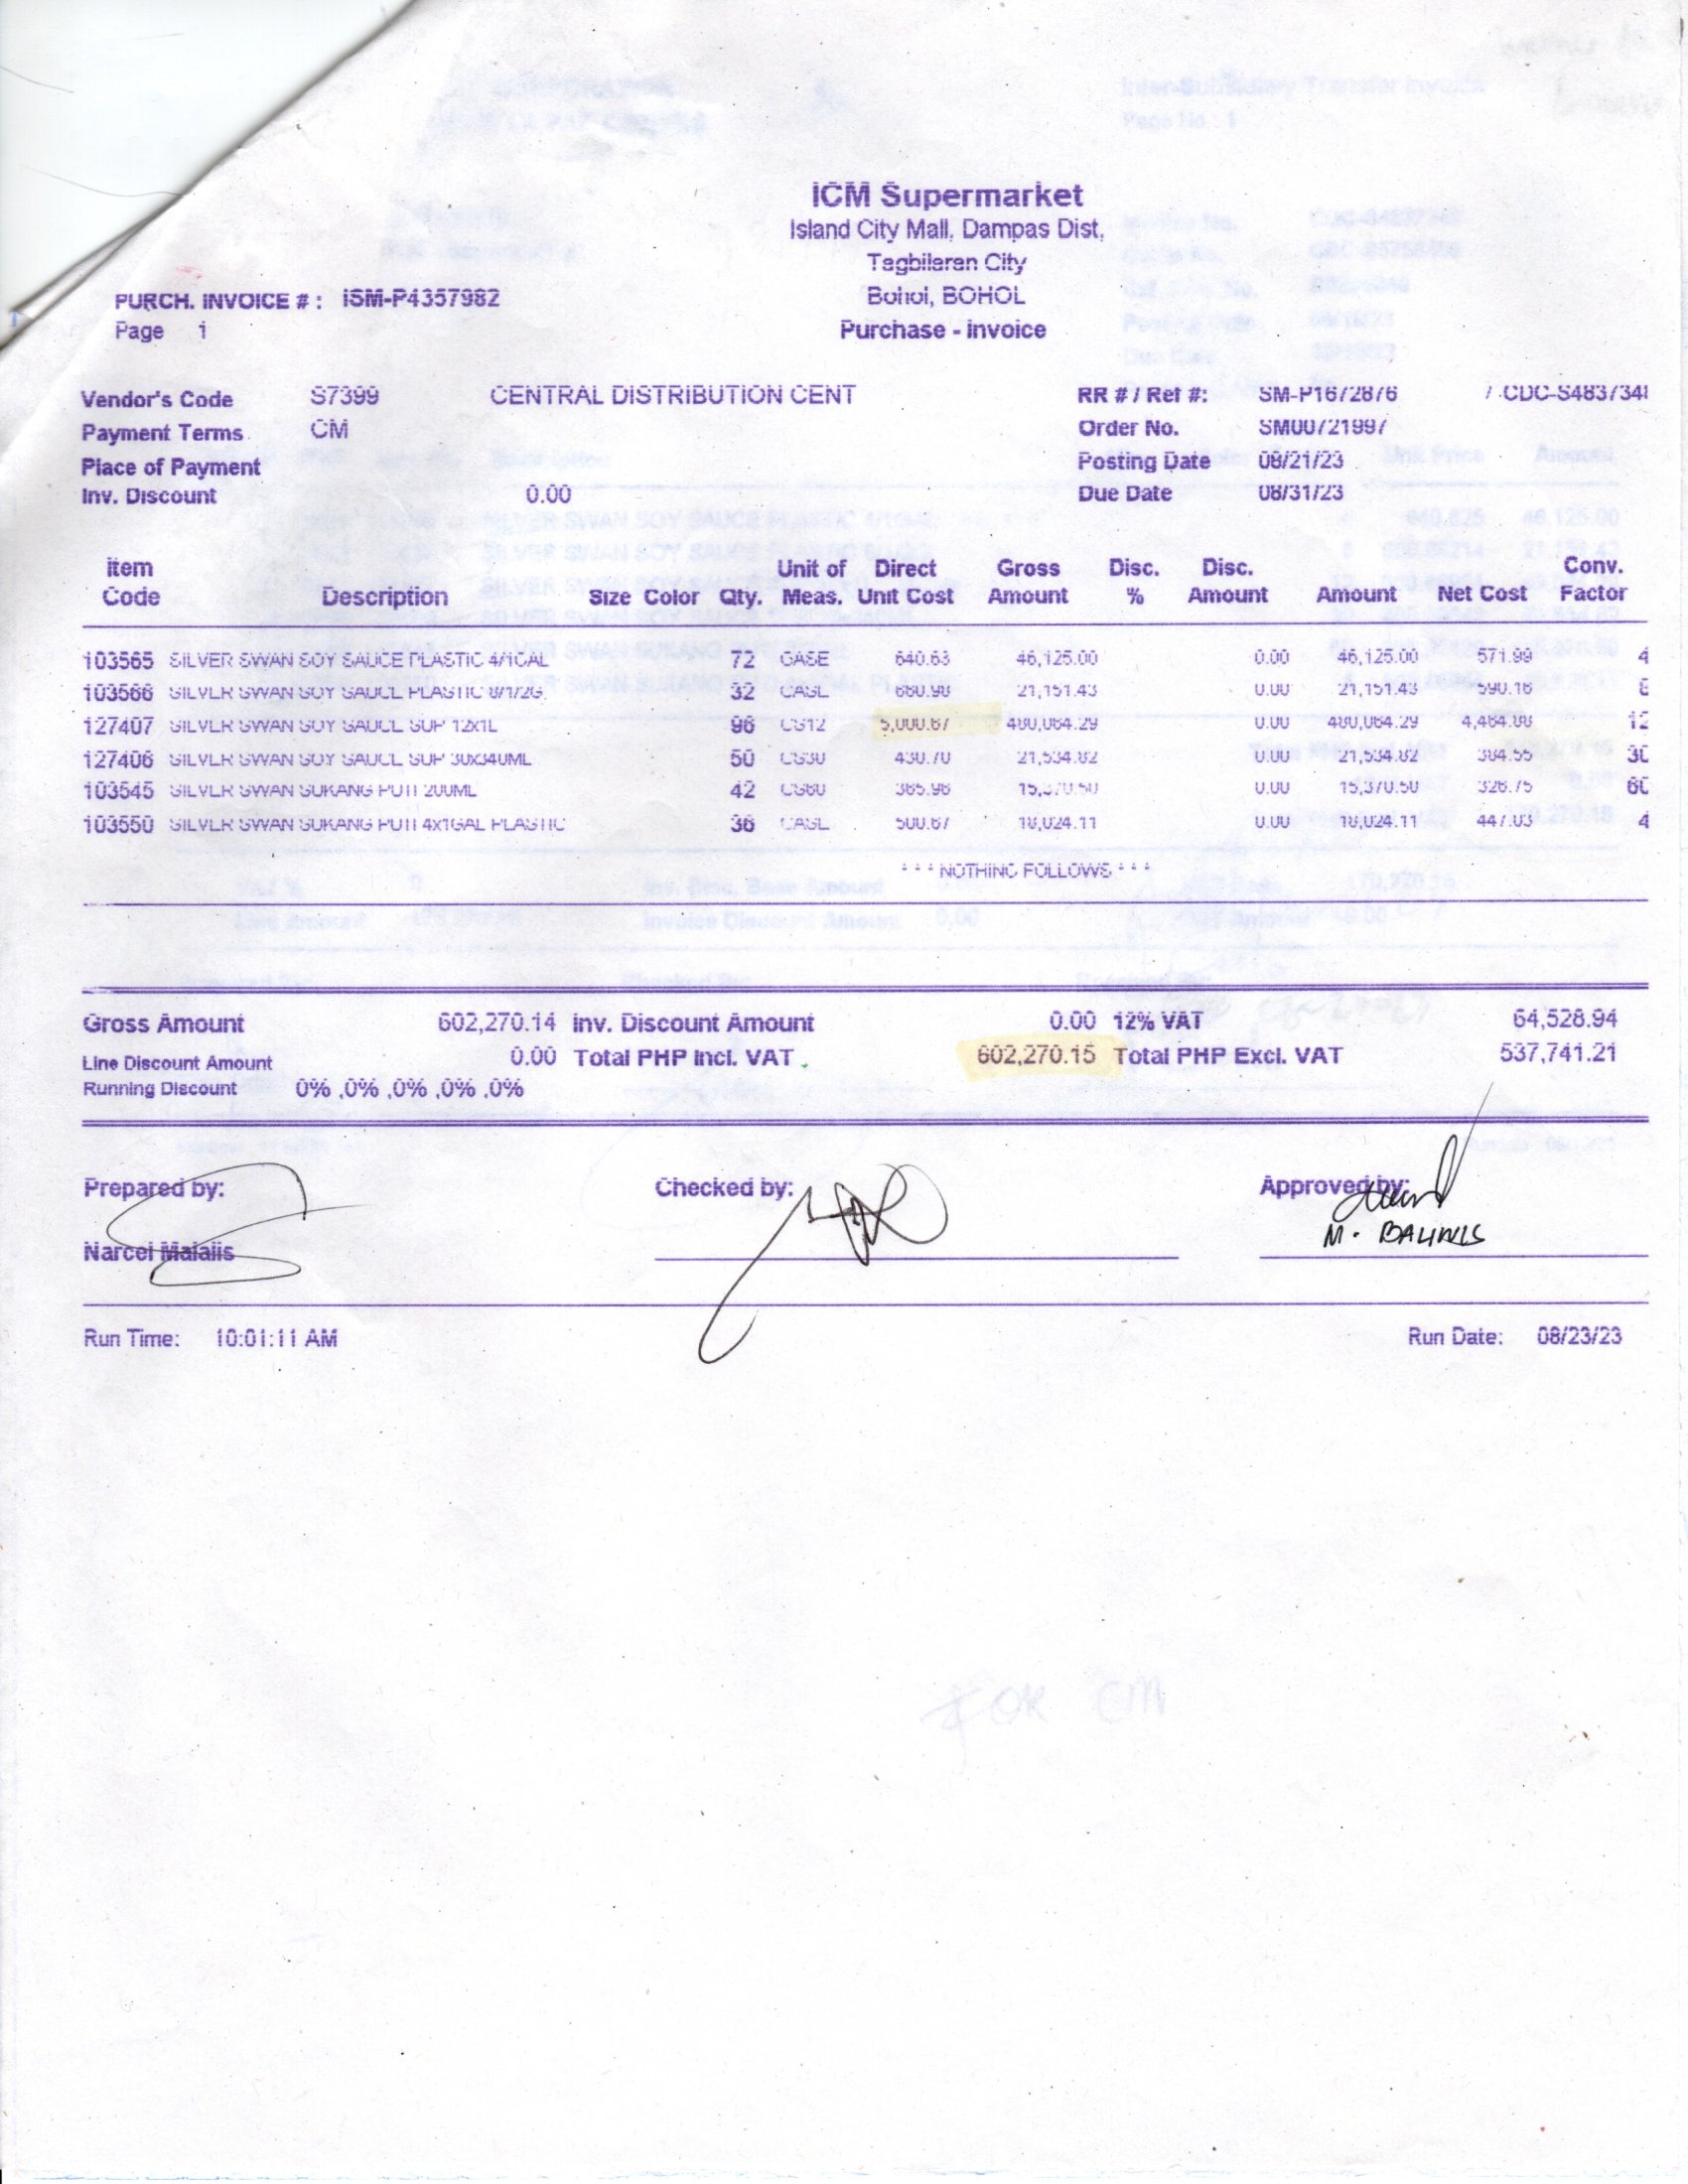 ICM Supermarket
Island City Mall, Dampas Dist,
Tagbilaran City
Bohol, BOHOL
Purchase - Invoice
PURCH. INVOICE # : ISM-P4357982
Page 1
Vendor's Code S7399 CENTRAL DISTRIBUTION CENT RR # / Ref #: SM-P1672876 / CDC-S4837348
Payment Terms CM Order No. SM00721997
Place of Payment Posting Date 08/21/23
Inv. Discount 0.00 Due Date 08/31/23
Item Code Description Size Color Qty. Unit of Meas. Direct Unit Cost Gross Amount Disc. % Disc. Amount Amount Net Cost Conv. Factor
103565 SILVER SWAN SOY SAUCE PLASTIC 4/1GAL 72 CASE 640.63 46,125.00 0.00 46,125.00 571.99 4
103566 SILVER SWAN SOY SAUCE PLASTIC 8/1/2G 32 CASE 660.98 21,151.43 0.00 21,151.43 590.16
127407 SILVER SWAN SOY SAUCE SUP 12X1L 96 CS12 5,000.67 480,064.29 0.00 480,064.29 4,464.88 12
127406 SILVER SWAN SOY SAUCE SUP 30X340ML 50 CS30 430.70 21,534.82 0.00 21,534.82 384.55 30
103545 SILVER SWAN SUKANG PUTI 200ML 42 CS60 365.96 15,370.50 0.00 15,370.50 326.75 60
103550 SILVER SWAN SUKANG PUTI 4x1GAL PLASTIC 36 CASE 500.67 18,024.11 0.00 18,024.11 447.03 4
* * * NOTHING FOLLOWS * * *
Gross Amount 602,270.14 Inv. Discount Amount 0.00 12% VAT 64,528.94
Line Discount Amount 0.00 Total PHP Incl. VAT 602,270.15 Total PHP Excl. VAT 537,741.21
Running Discount 0% ,0% ,0% ,0% ,0%
Prepared by: Checked by: Approved by:
Narcel M.
Run Time: 10:01:11 AM Run Date: 08/23/23
FOR CM